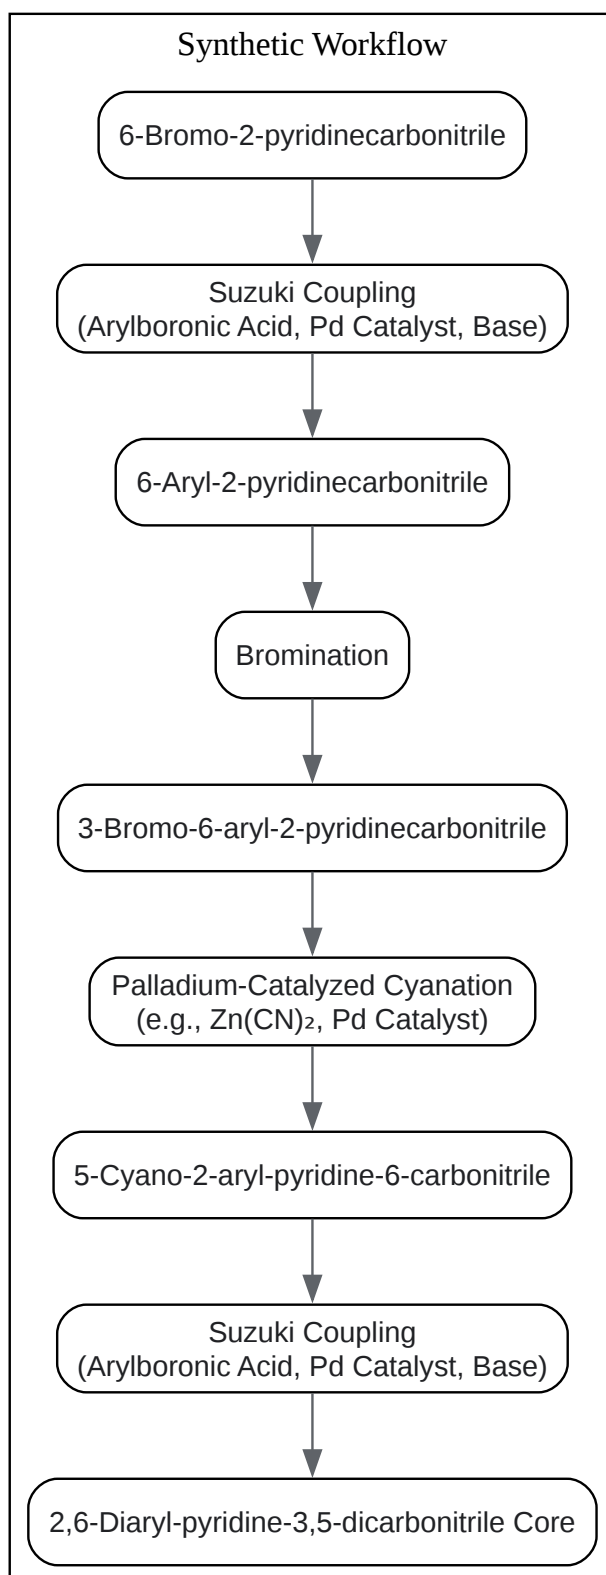 Synthetic Workflow
6-Bromo-2-pyridinecarbonitrile
Suzuki Coupling
(Arylboronic Acid, Pd Catalyst, Base)
6-Aryl-2-pyridinecarbonitrile
Bromination
3-Bromo-6-aryl-2-pyridinecarbonitrile
Palladium-Catalyzed Cyanation
(e.g., Zn(CN)₂, Pd Catalyst)
5-Cyano-2-aryl-pyridine-6-carbonitrile
Suzuki Coupling
(Arylboronic Acid, Pd Catalyst, Base)
2,6-Diaryl-pyridine-3,5-dicarbonitrile Core